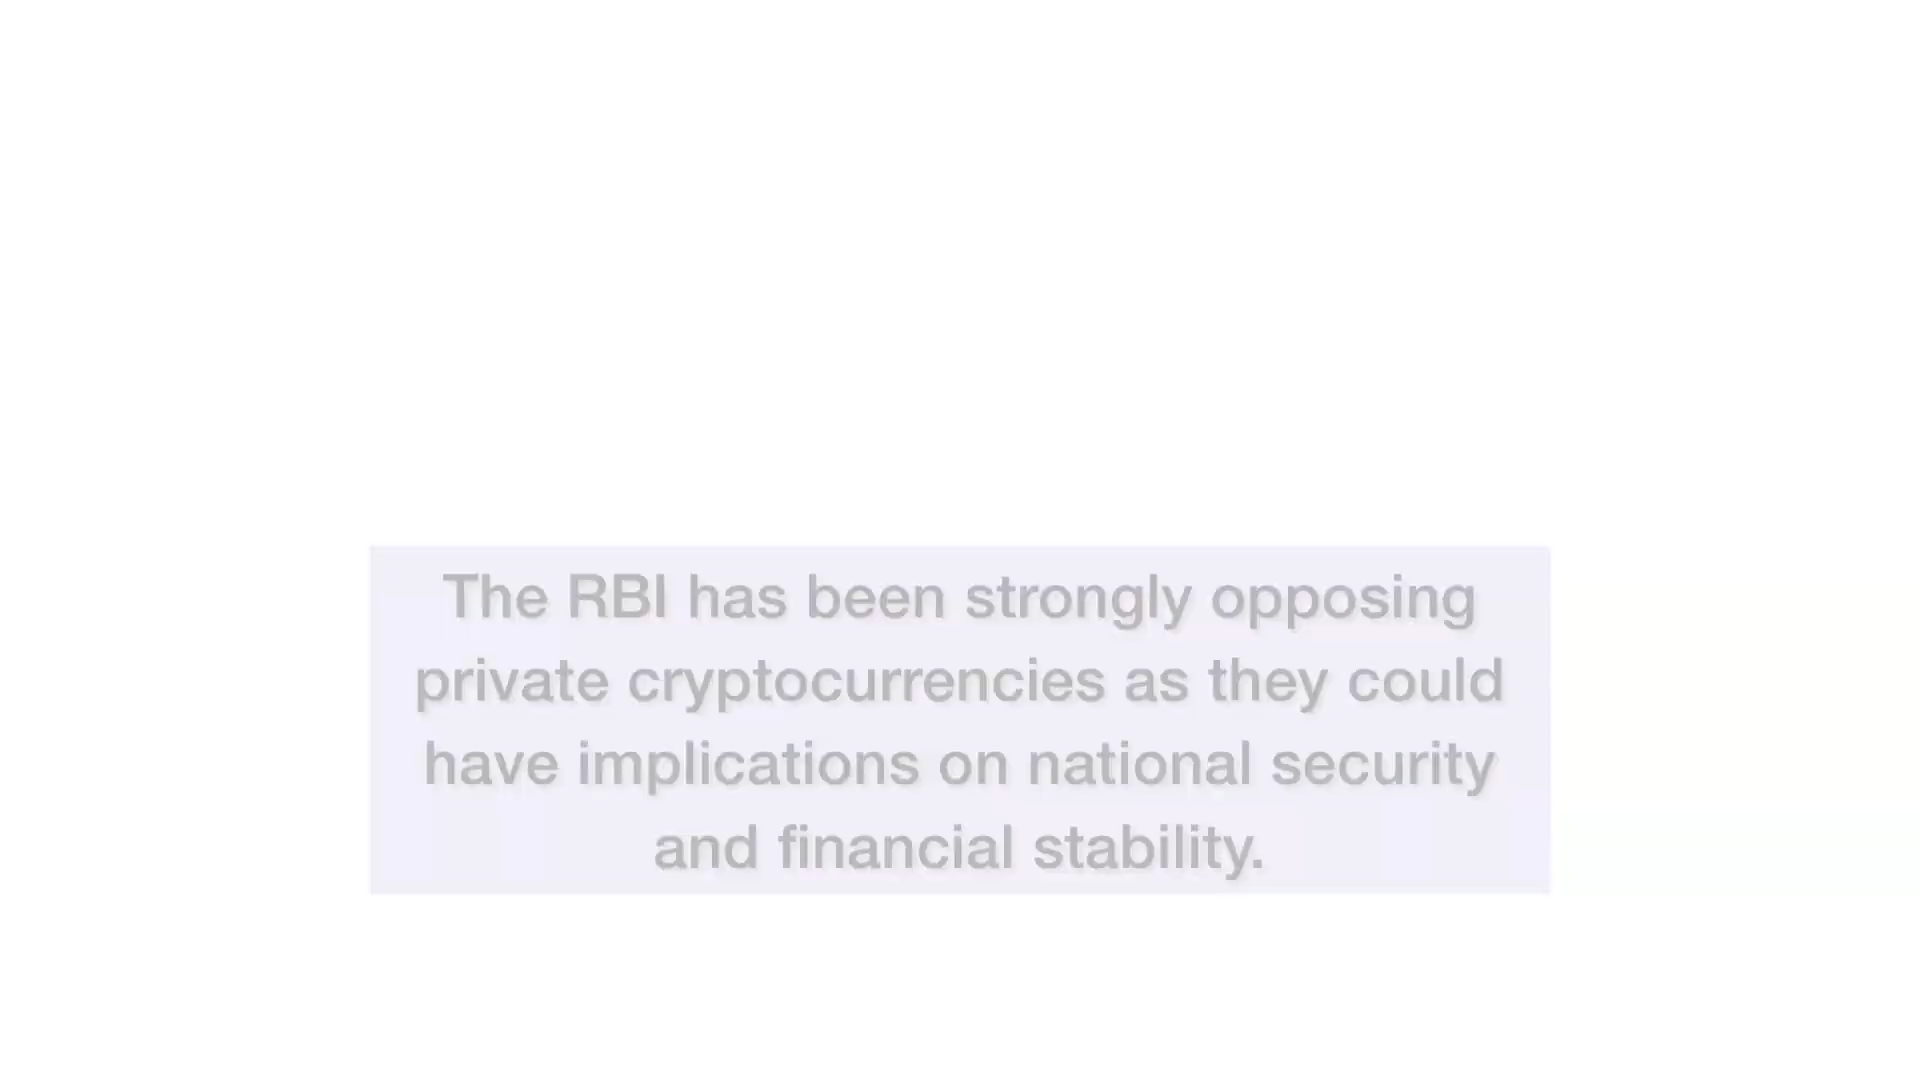 The RBI has been strongly opposing
private cryptocurrencies as they could
have implications on national security
and financial stability.